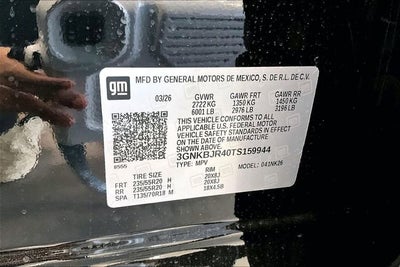 gm
MFD BY GENERAL MOTORS DE MEXICO, S. DE R.L. DE C.V.
03/26 GVWR GAWR FRT GAWR RR
2722 KG 1350 KG 1450 KG
6001 LB 2976 LB 3196 LB
THIS VEHICLE CONFORMS TO ALL
APPLICABLE U.S. FEDERAL MOTOR
VEHICLE SAFETY STANDARDS IN EFFECT
ON THE DATE OF MANUFACTURE
SHOWN ABOVE.
3GNKBJR40TS159944
TYPE: MPV MODEL: 041NK26
TIRE SIZE RIM
FRT 235/55R20 H 20X8J
RR 235/55R20 H 20X8J
SPA T135/70R18 M 18X4.5B